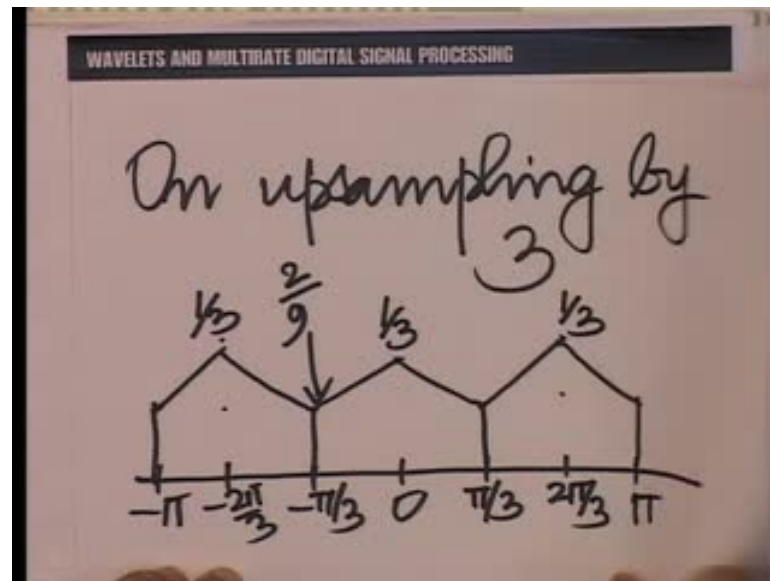 WAVELETS AND MULTIRATE DIGITAL SIGNAL PROCESSING
On upsampling by
3
2/9
1/3 1/3 1/3
-π -2π/3 -π/3 0 π/3 2π/3 π